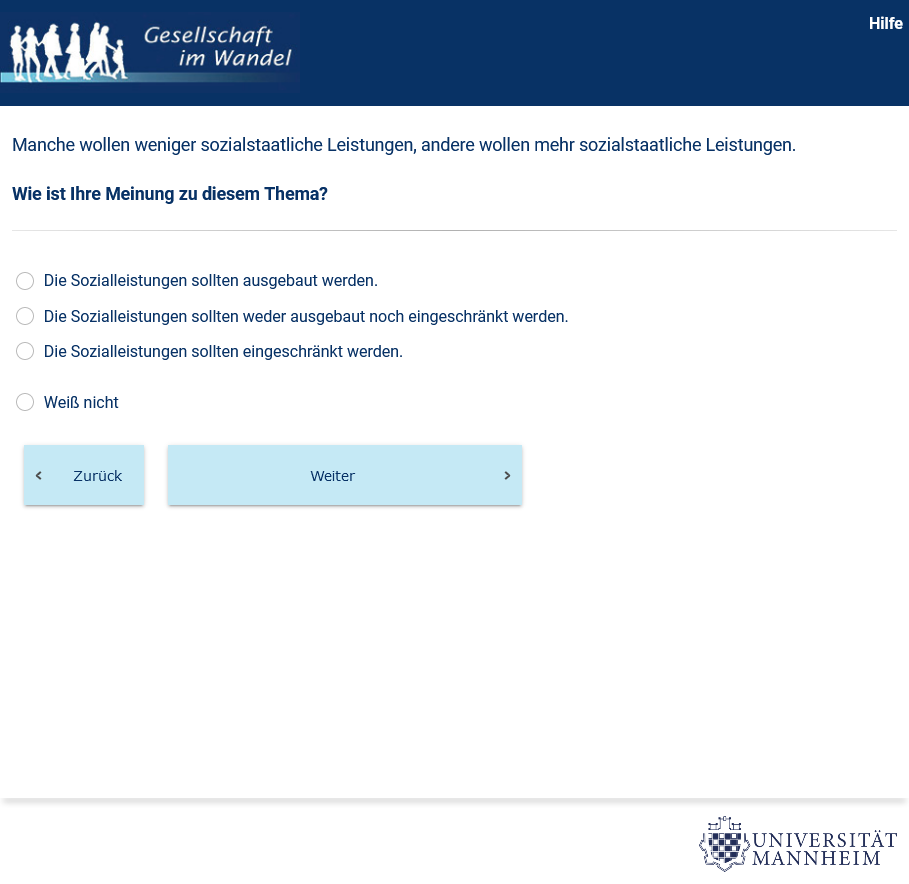 Gesellschaft
im Wandel
Hilfe
Manche wollen weniger sozialstaatliche Leistungen, andere wollen mehr sozialstaatliche Leistungen.
Wie ist Ihre Meinung zu diesem Thema?
Die Sozialleistungen sollten ausgebaut werden.
Die Sozialleistungen sollten weder ausgebaut noch eingeschränkt werden.
Die Sozialleistungen sollten eingeschränkt werden.
Weiß nicht
Zurück
Weiter
UNIVERSITÄT
MANNHEIM